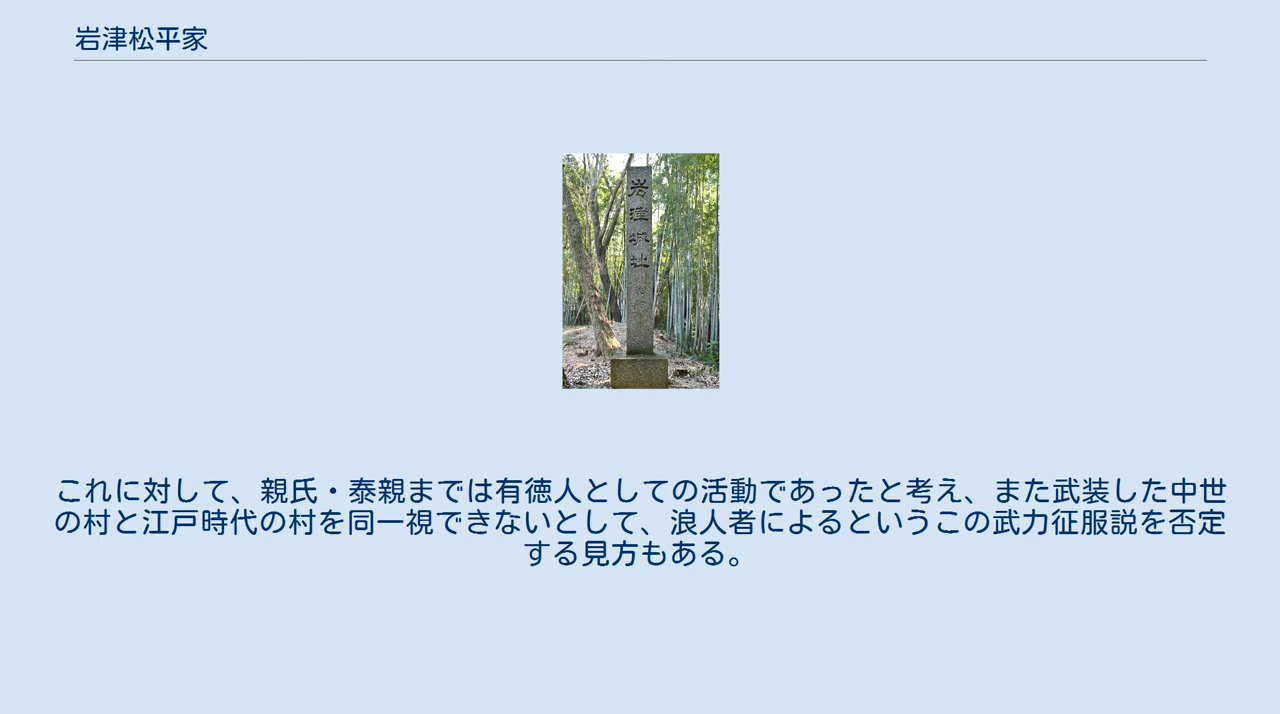 岩津松平家
岩津城址
これに対して、親氏・泰親までは有徳人としての活動であったと考え、また武装した中世
の村と江戸時代の村を同一視できないとして、浪人者によるというこの武力征服説を否定
する見方もある。